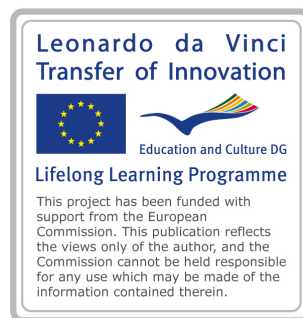 Leonardo da Vinci
Transfer of Innovation
Education and Culture DG
Lifelong Learning Programme
This project has been funded with
support from the European
Commission. This publication reflects
the views only of the author, and the
Commission cannot be held responsible
for any use which may be made of the
information contained therein.